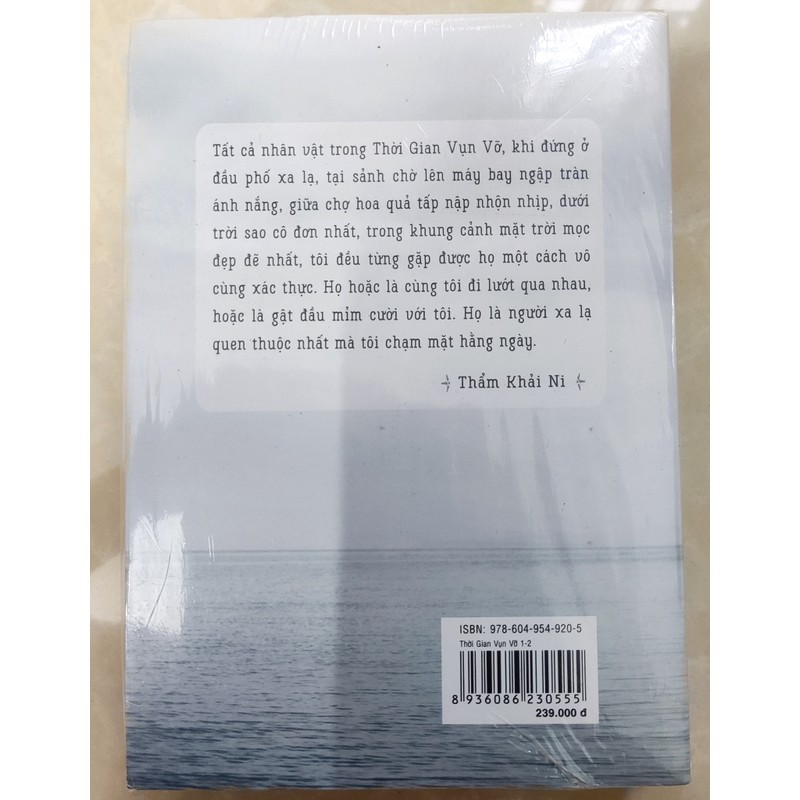 Tất cả nhân vật trong Thời Gian Vụn Vỡ, khi đứng ở
đầu phố xa lạ, tại sảnh chờ lên máy bay ngập tràn
ánh nắng, giữa chợ hoa quả tấp nập nhộn nhịp, dưới
trời sao cô đơn nhất, trong khung cảnh mặt trời mọc
đẹp đẽ nhất, tôi đều từng gặp được họ một cách vô
cùng xác thực. Họ hoặc là cùng tôi đi lướt qua nhau,
hoặc là gật đầu mỉm cười với tôi. Họ là người xa lạ
quen thuộc nhất mà tôi chạm mặt hằng ngày.
Thẩm Khải Ni
ISBN: 978-604-954-920-5
Thời Gian Vụn Vỡ 1-2
8 936086 230555
239.000 đ